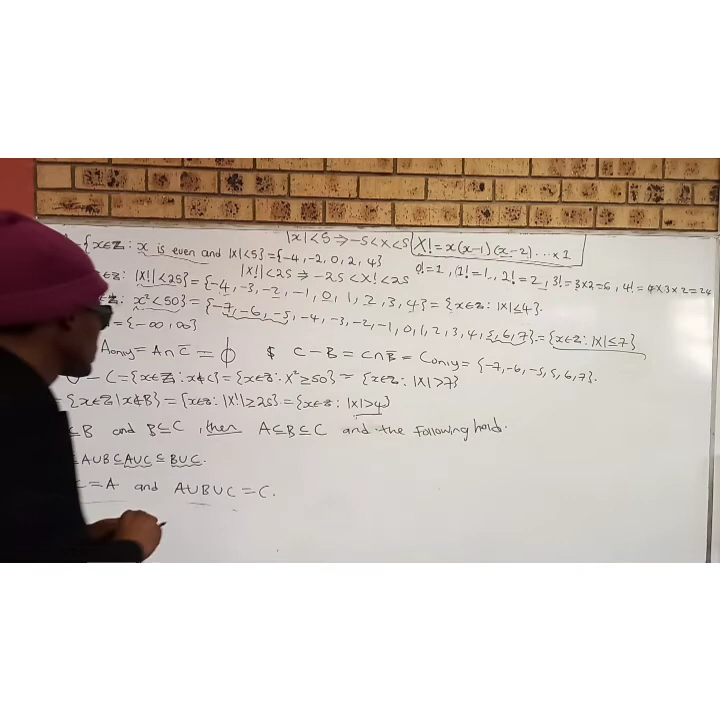 |x|<5 ⇒ -5<x<5 X! = x(x-1)(x-2)...×1
{x∈ℤ: x is even and |x|<5} = {-4, -2, 0, 2, 4}
|X!|<25 ⇒ -25<X!<25 0!=1, 1!=1, 2!=2, 3!=3×2=6, 4!=4×3×2=24
∈ℤ: |X!|<25} = {-4, -3, -2, -1, 0, 1, 2, 3, 4} = {x∈ℤ: |x|≤4}.
∈ℤ: x²<50} = {-7, -6, -5, -4, -3, -2, -1, 0, 1, 2, 3, 4, 5, 6, 7}. = {x∈ℤ: |x|≤7}
= {-∞, ∞}
Aonly = A∩C̅ = ϕ C - B = C∩B̅ = Conly = {-7, -6, -5, 5, 6, 7}.
- C = {x∈ℤ: x∉C} = {x∈ℤ: X²≥50} = {x∈ℤ: |x|>7}
= {x∈ℤ|x∉B} = {x∈ℤ: |X!|≥25} = {x∈ℤ: |x|>4}
⊆B and B⊆C, then A⊆B⊆C and the following hold.
⊆A∪B⊆A∪C⊆B∪C.
C = A and A∪B∪C = C.